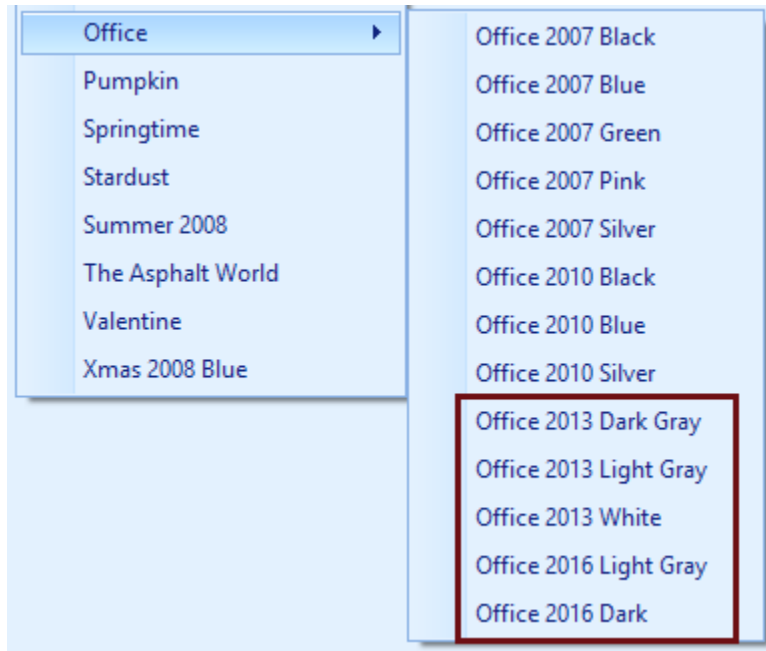 Office
Pumpkin
Springtime
Stardust
Summer 2008
The Asphalt World
Valentine
Xmas 2008 Blue
Office 2007 Black
Office 2007 Blue
Office 2007 Green
Office 2007 Pink
Office 2007 Silver
Office 2010 Black
Office 2010 Blue
Office 2010 Silver
Office 2013 Dark Gray
Office 2013 Light Gray
Office 2013 White
Office 2016 Light Gray
Office 2016 Dark